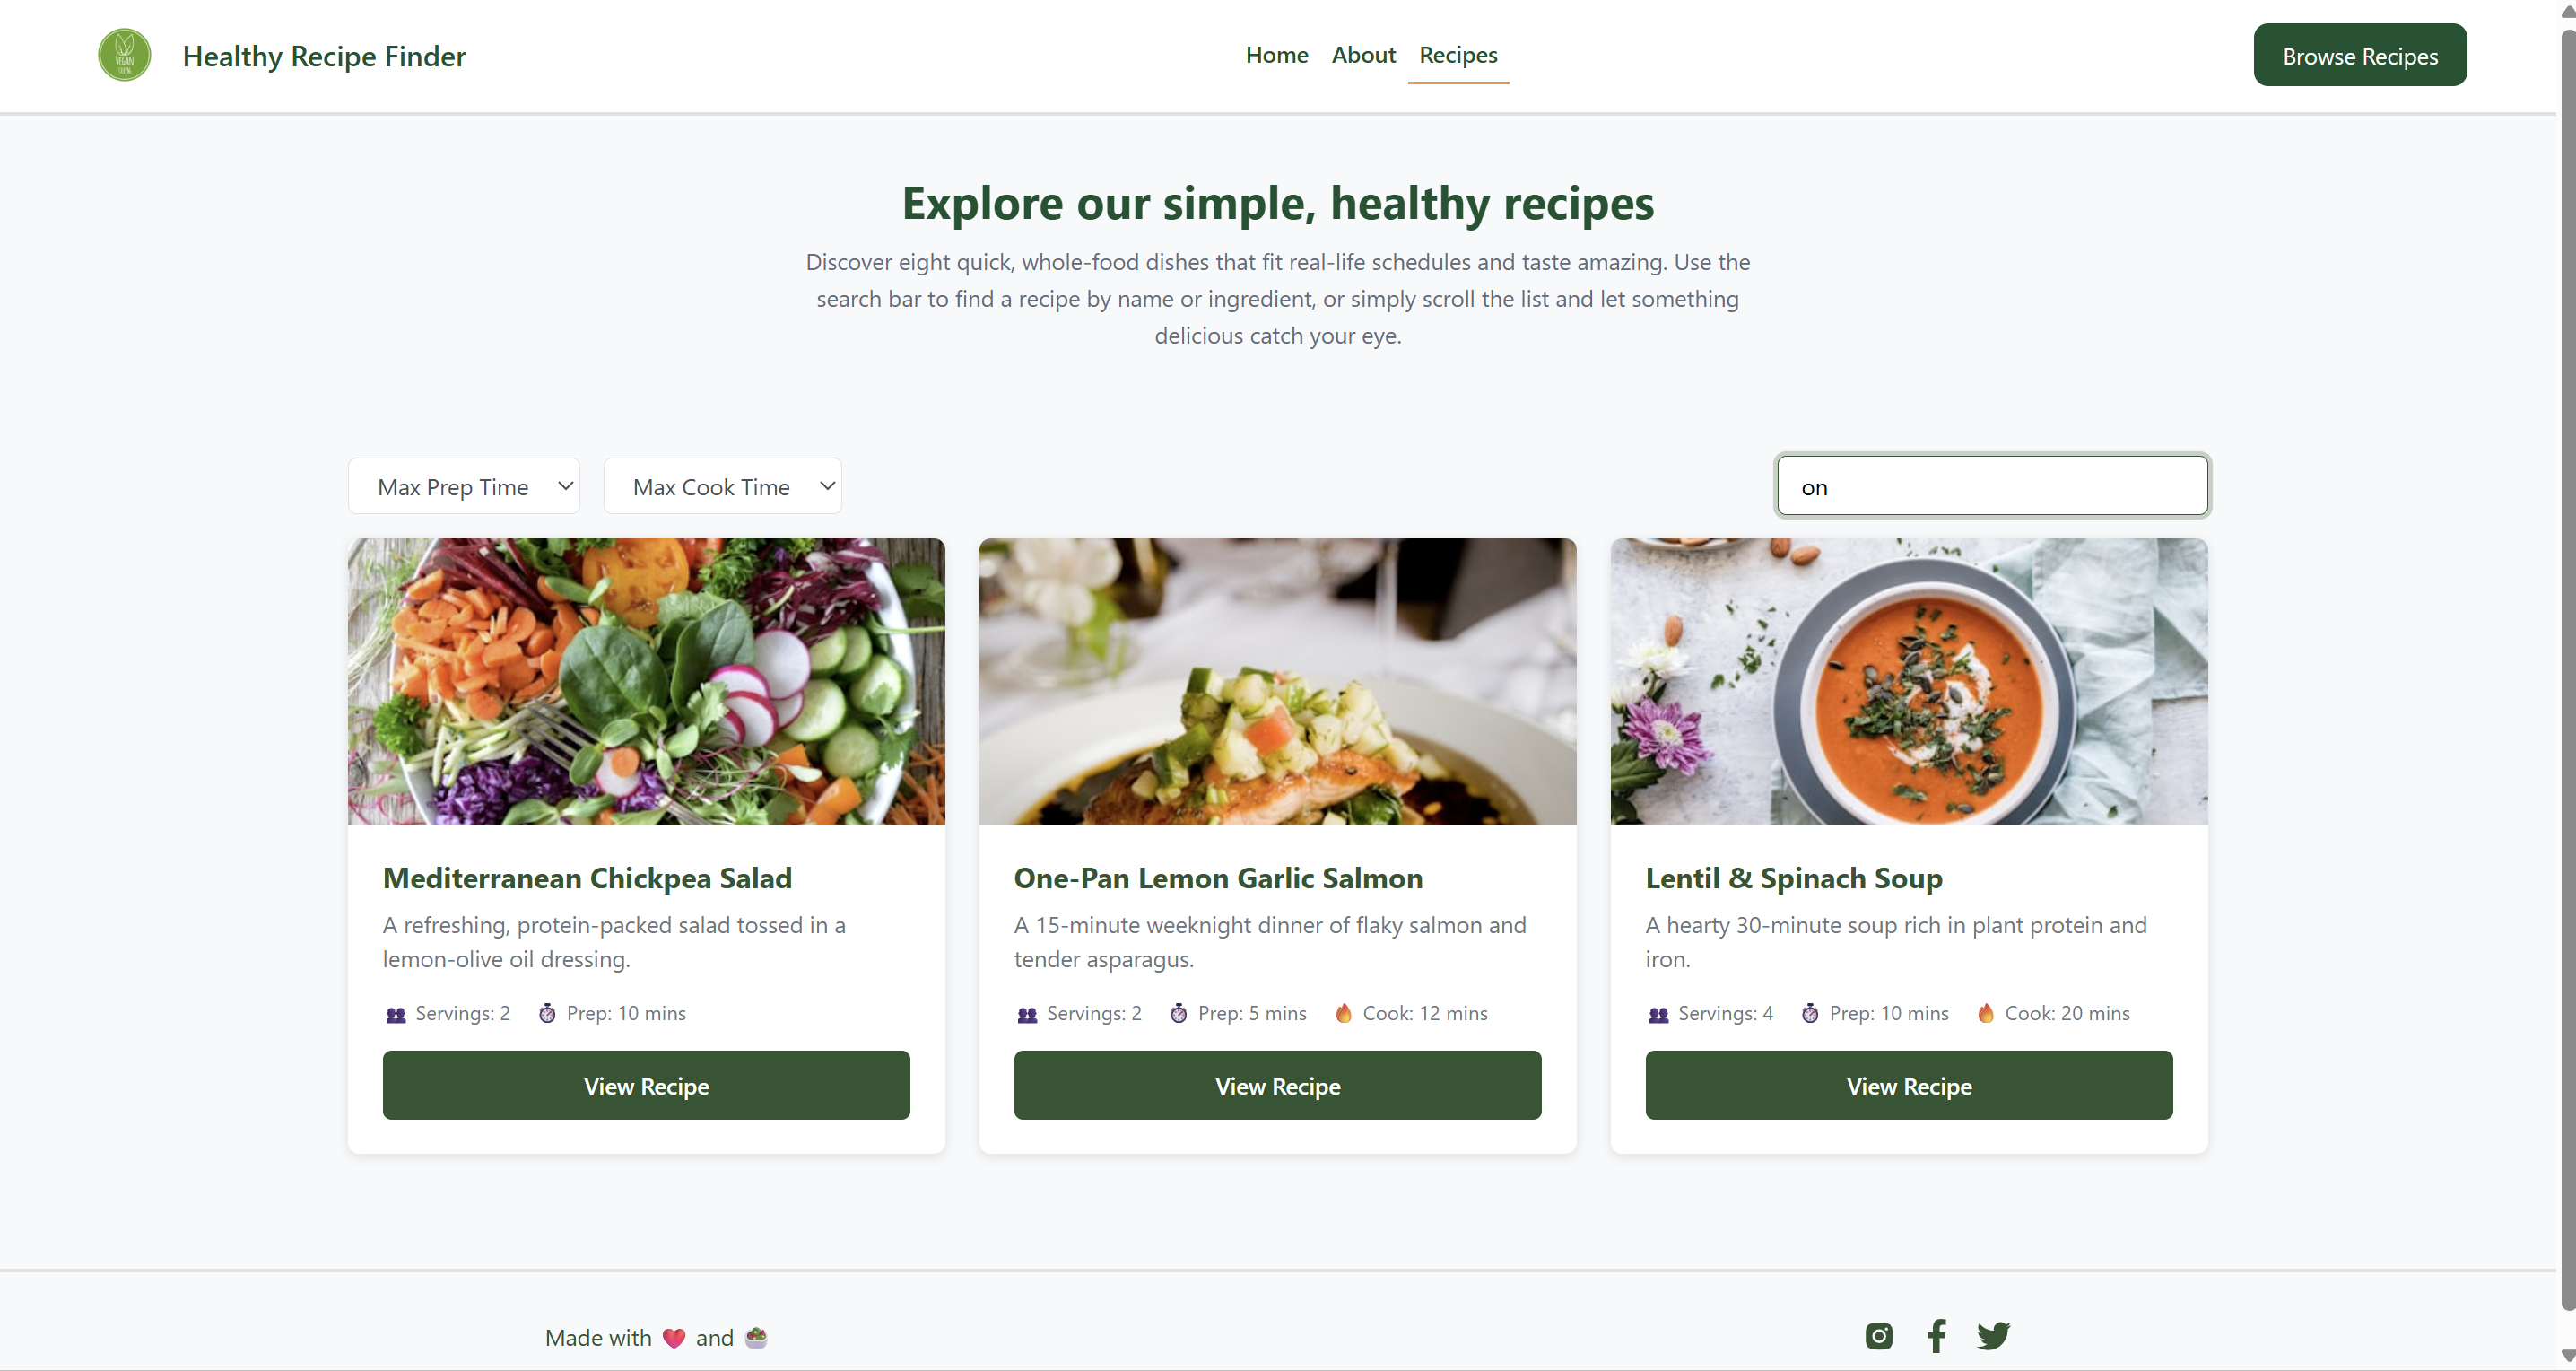 VEGAN
100%
Healthy Recipe Finder
Home About Recipes
Browse Recipes
Explore our simple, healthy recipes
Discover eight quick, whole-food dishes that fit real-life schedules and taste amazing. Use the
search bar to find a recipe by name or ingredient, or simply scroll the list and let something
delicious catch your eye.
Max Prep Time
Max Cook Time
on
Mediterranean Chickpea Salad
A refreshing, protein-packed salad tossed in a
lemon-olive oil dressing.
Servings: 2 Prep: 10 mins
View Recipe
One-Pan Lemon Garlic Salmon
A 15-minute weeknight dinner of flaky salmon and
tender asparagus.
Servings: 2 Prep: 5 mins Cook: 12 mins
View Recipe
Lentil & Spinach Soup
A hearty 30-minute soup rich in plant protein and
iron.
Servings: 4 Prep: 10 mins Cook: 20 mins
View Recipe
Made with ❤️ and 🥗